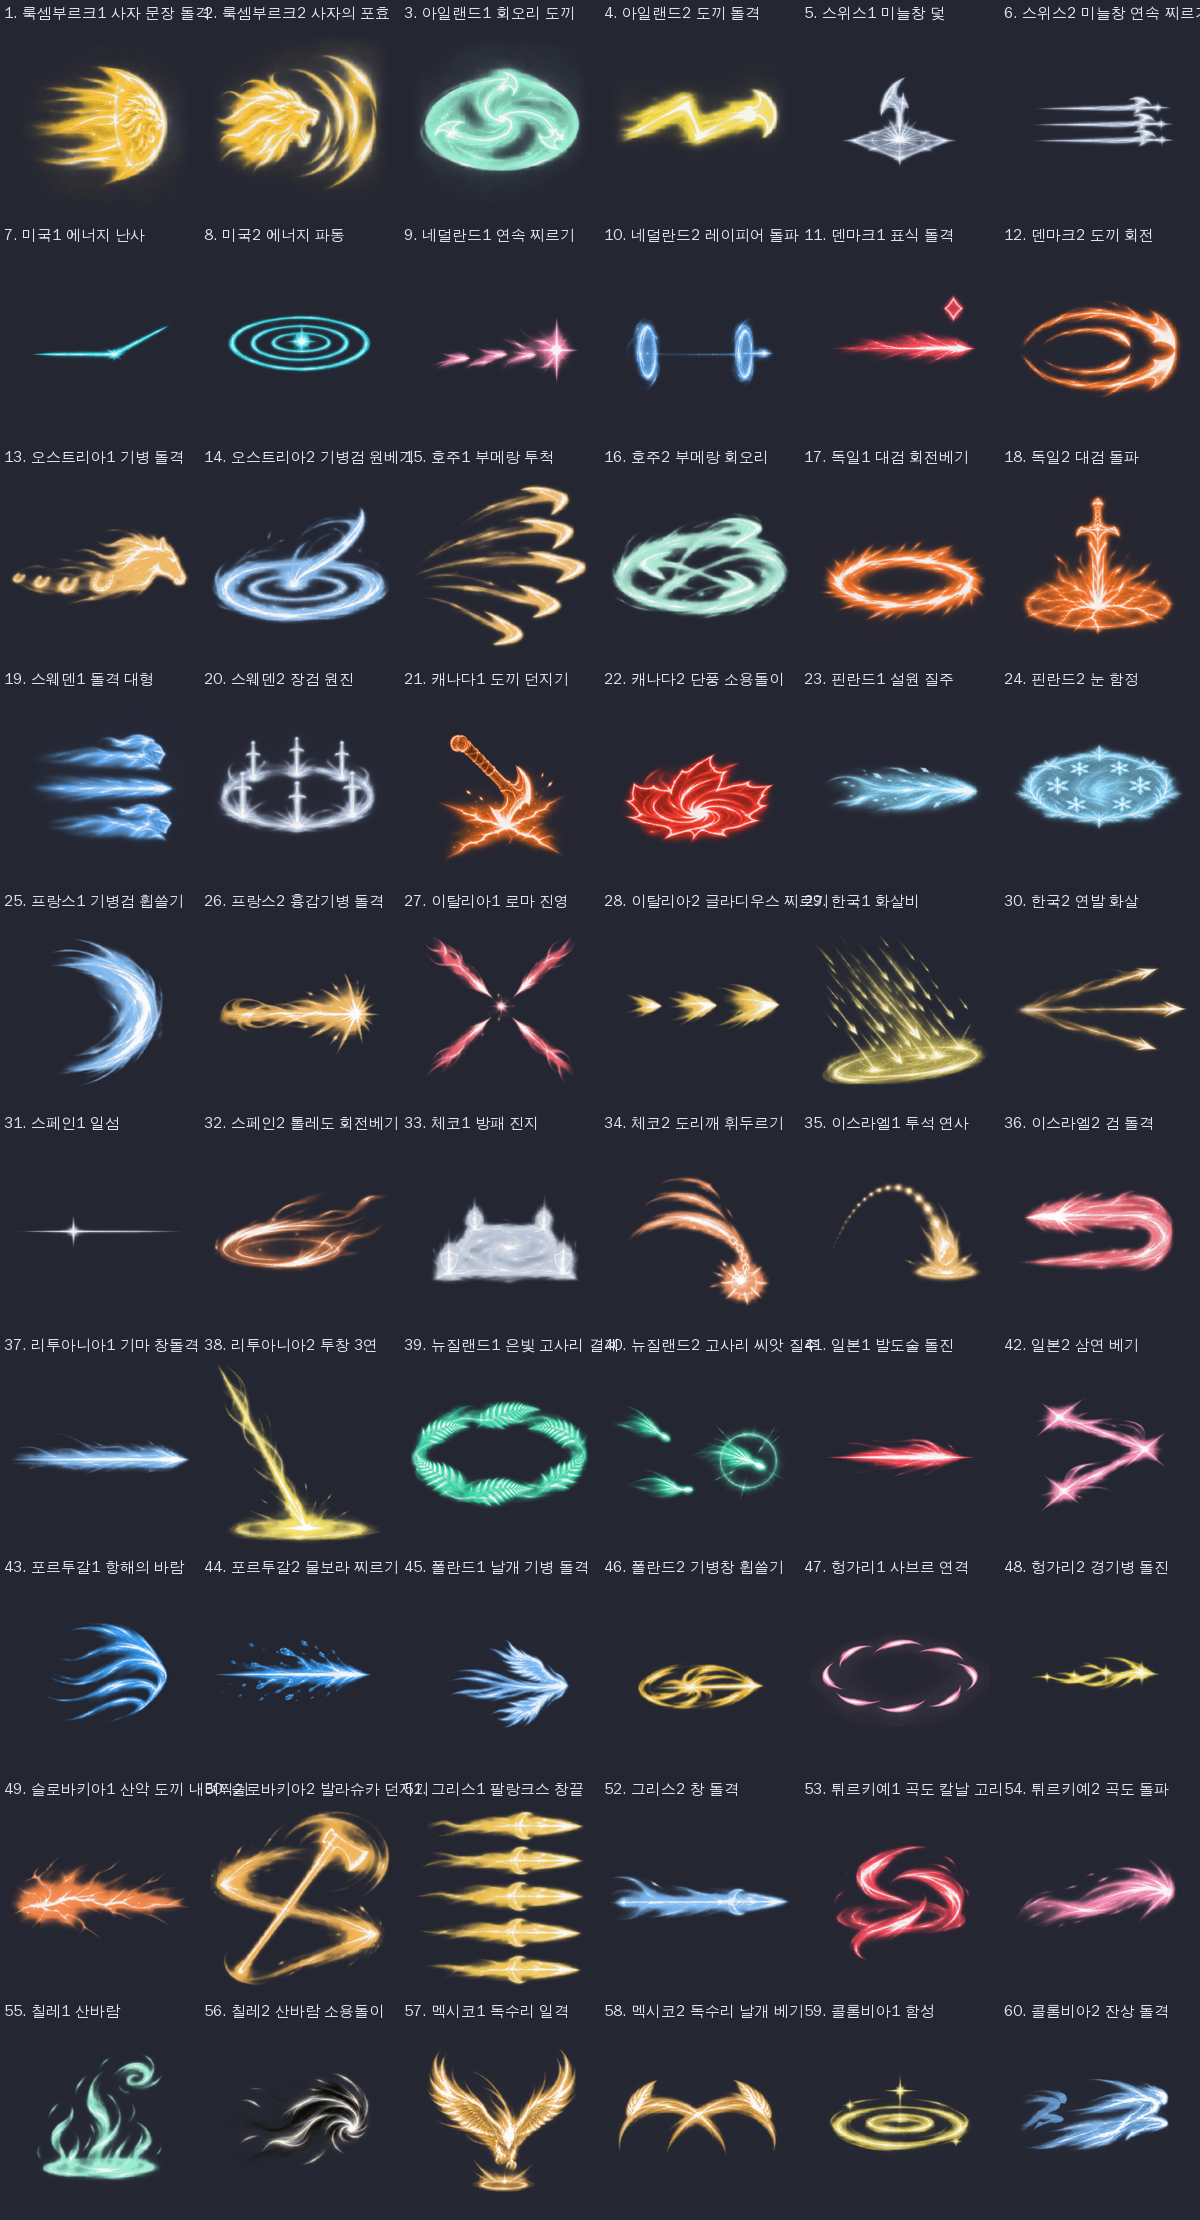 1. 룩셈부르크1 사자 문장 돌격
2. 룩셈부르크2 사자의 포효
3. 아일랜드1 회오리 도끼
4. 아일랜드2 도끼 돌격
5. 스위스1 미늘창 덫
6. 스위스2 미늘창 연속 찌르기
7. 미국1 에너지 난사
8. 미국2 에너지 파동
9. 네덜란드1 연속 찌르기
10. 네덜란드2 레이피어 돌파
11. 덴마크1 표식 돌격
12. 덴마크2 도끼 회전
13. 오스트리아1 기병 돌격
14. 오스트리아2 기병검 원베기
15. 호주1 부메랑 투척
16. 호주2 부메랑 회오리
17. 독일1 대검 회전베기
18. 독일2 대검 돌파
19. 스웨덴1 돌격 대형
20. 스웨덴2 장검 원진
21. 캐나다1 도끼 던지기
22. 캐나다2 단풍 소용돌이
23. 핀란드1 설원 질주
24. 핀란드2 눈 함정
25. 프랑스1 기병검 휩쓸기
26. 프랑스2 흉갑기병 돌격
27. 이탈리아1 로마 진영
28. 이탈리아2 글라디우스 찌르기
29. 한국1 화살비
30. 한국2 연발 화살
31. 스페인1 일섬
32. 스페인2 톨레도 회전베기
33. 체코1 방패 진지
34. 체코2 도리깨 휘두르기
35. 이스라엘1 투석 연사
36. 이스라엘2 검 돌격
37. 리투아니아1 기마 창돌격
38. 리투아니아2 투창 3연
39. 뉴질랜드1 은빛 고사리 결계
40. 뉴질랜드2 고사리 씨앗 질주
41. 일본1 발도술 돌진
42. 일본2 삼연 베기
43. 포르투갈1 항해의 바람
44. 포르투갈2 물보라 찌르기
45. 폴란드1 날개 기병 돌격
46. 폴란드2 기병창 휩쓸기
47. 헝가리1 사브르 연격
48. 헝가리2 경기병 돌진
49. 슬로바키아1 산악 도끼 내려찍기
50. 슬로바키아2 발라슈카 던지기
51. 그리스1 팔랑크스 창끝
52. 그리스2 창 돌격
53. 튀르키예1 곡도 칼날 고리
54. 튀르키예2 곡도 돌파
55. 칠레1 산바람
56. 칠레2 산바람 소용돌이
57. 멕시코1 독수리 일격
58. 멕시코2 독수리 날개 베기
59. 콜롬비아1 함성
60. 콜롬비아2 잔상 돌격